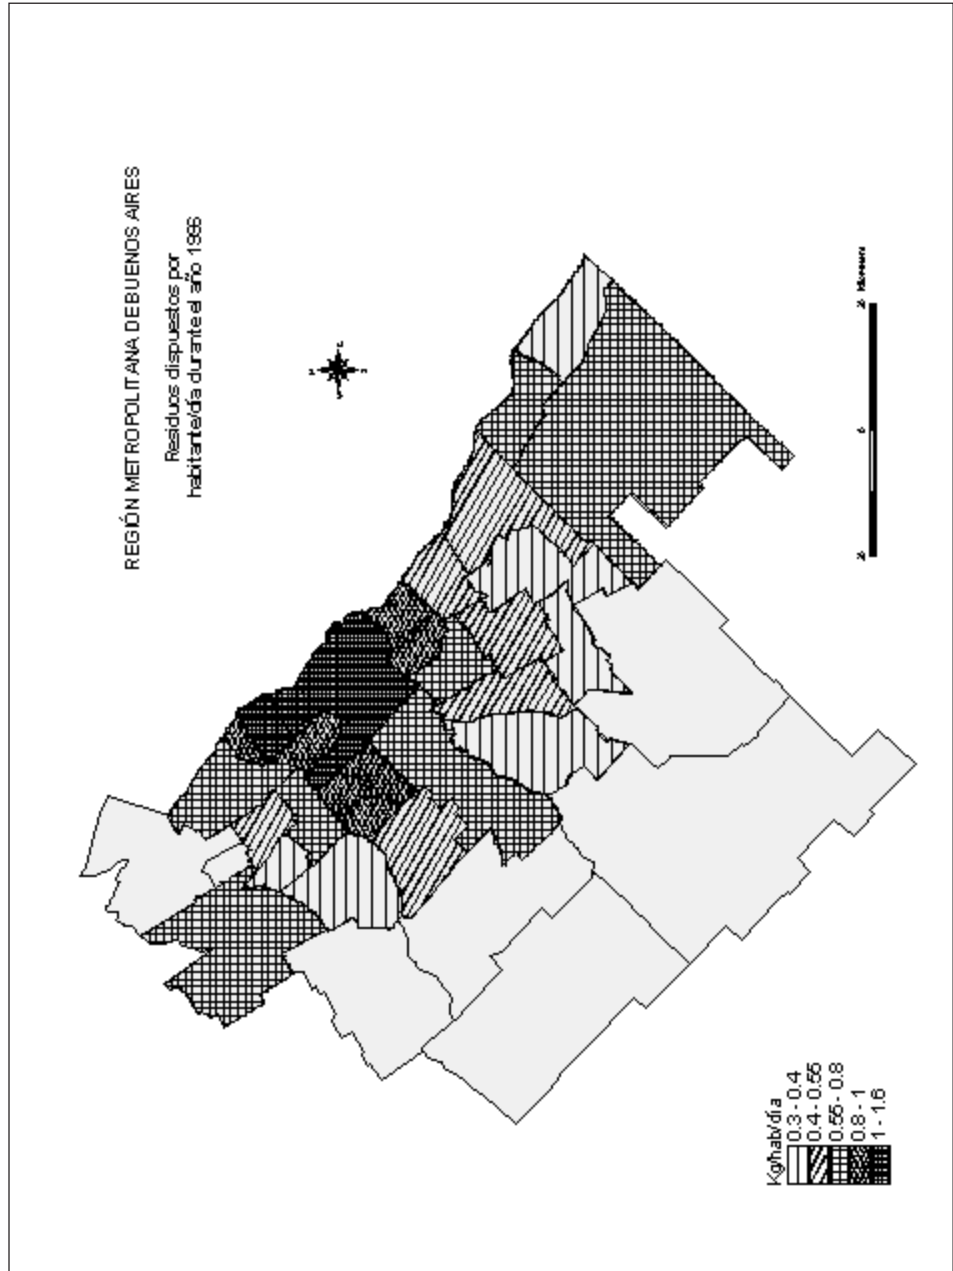 REGIÓN METROPOLITANA DE BUENOS AIRES
Residuos dispuestos por
habitante/día durante el año 1996
Kg/hab/día
0.3 - 0.4
0.4 - 0.55
0.55 - 0.8
0.8 - 1
1 - 1.6